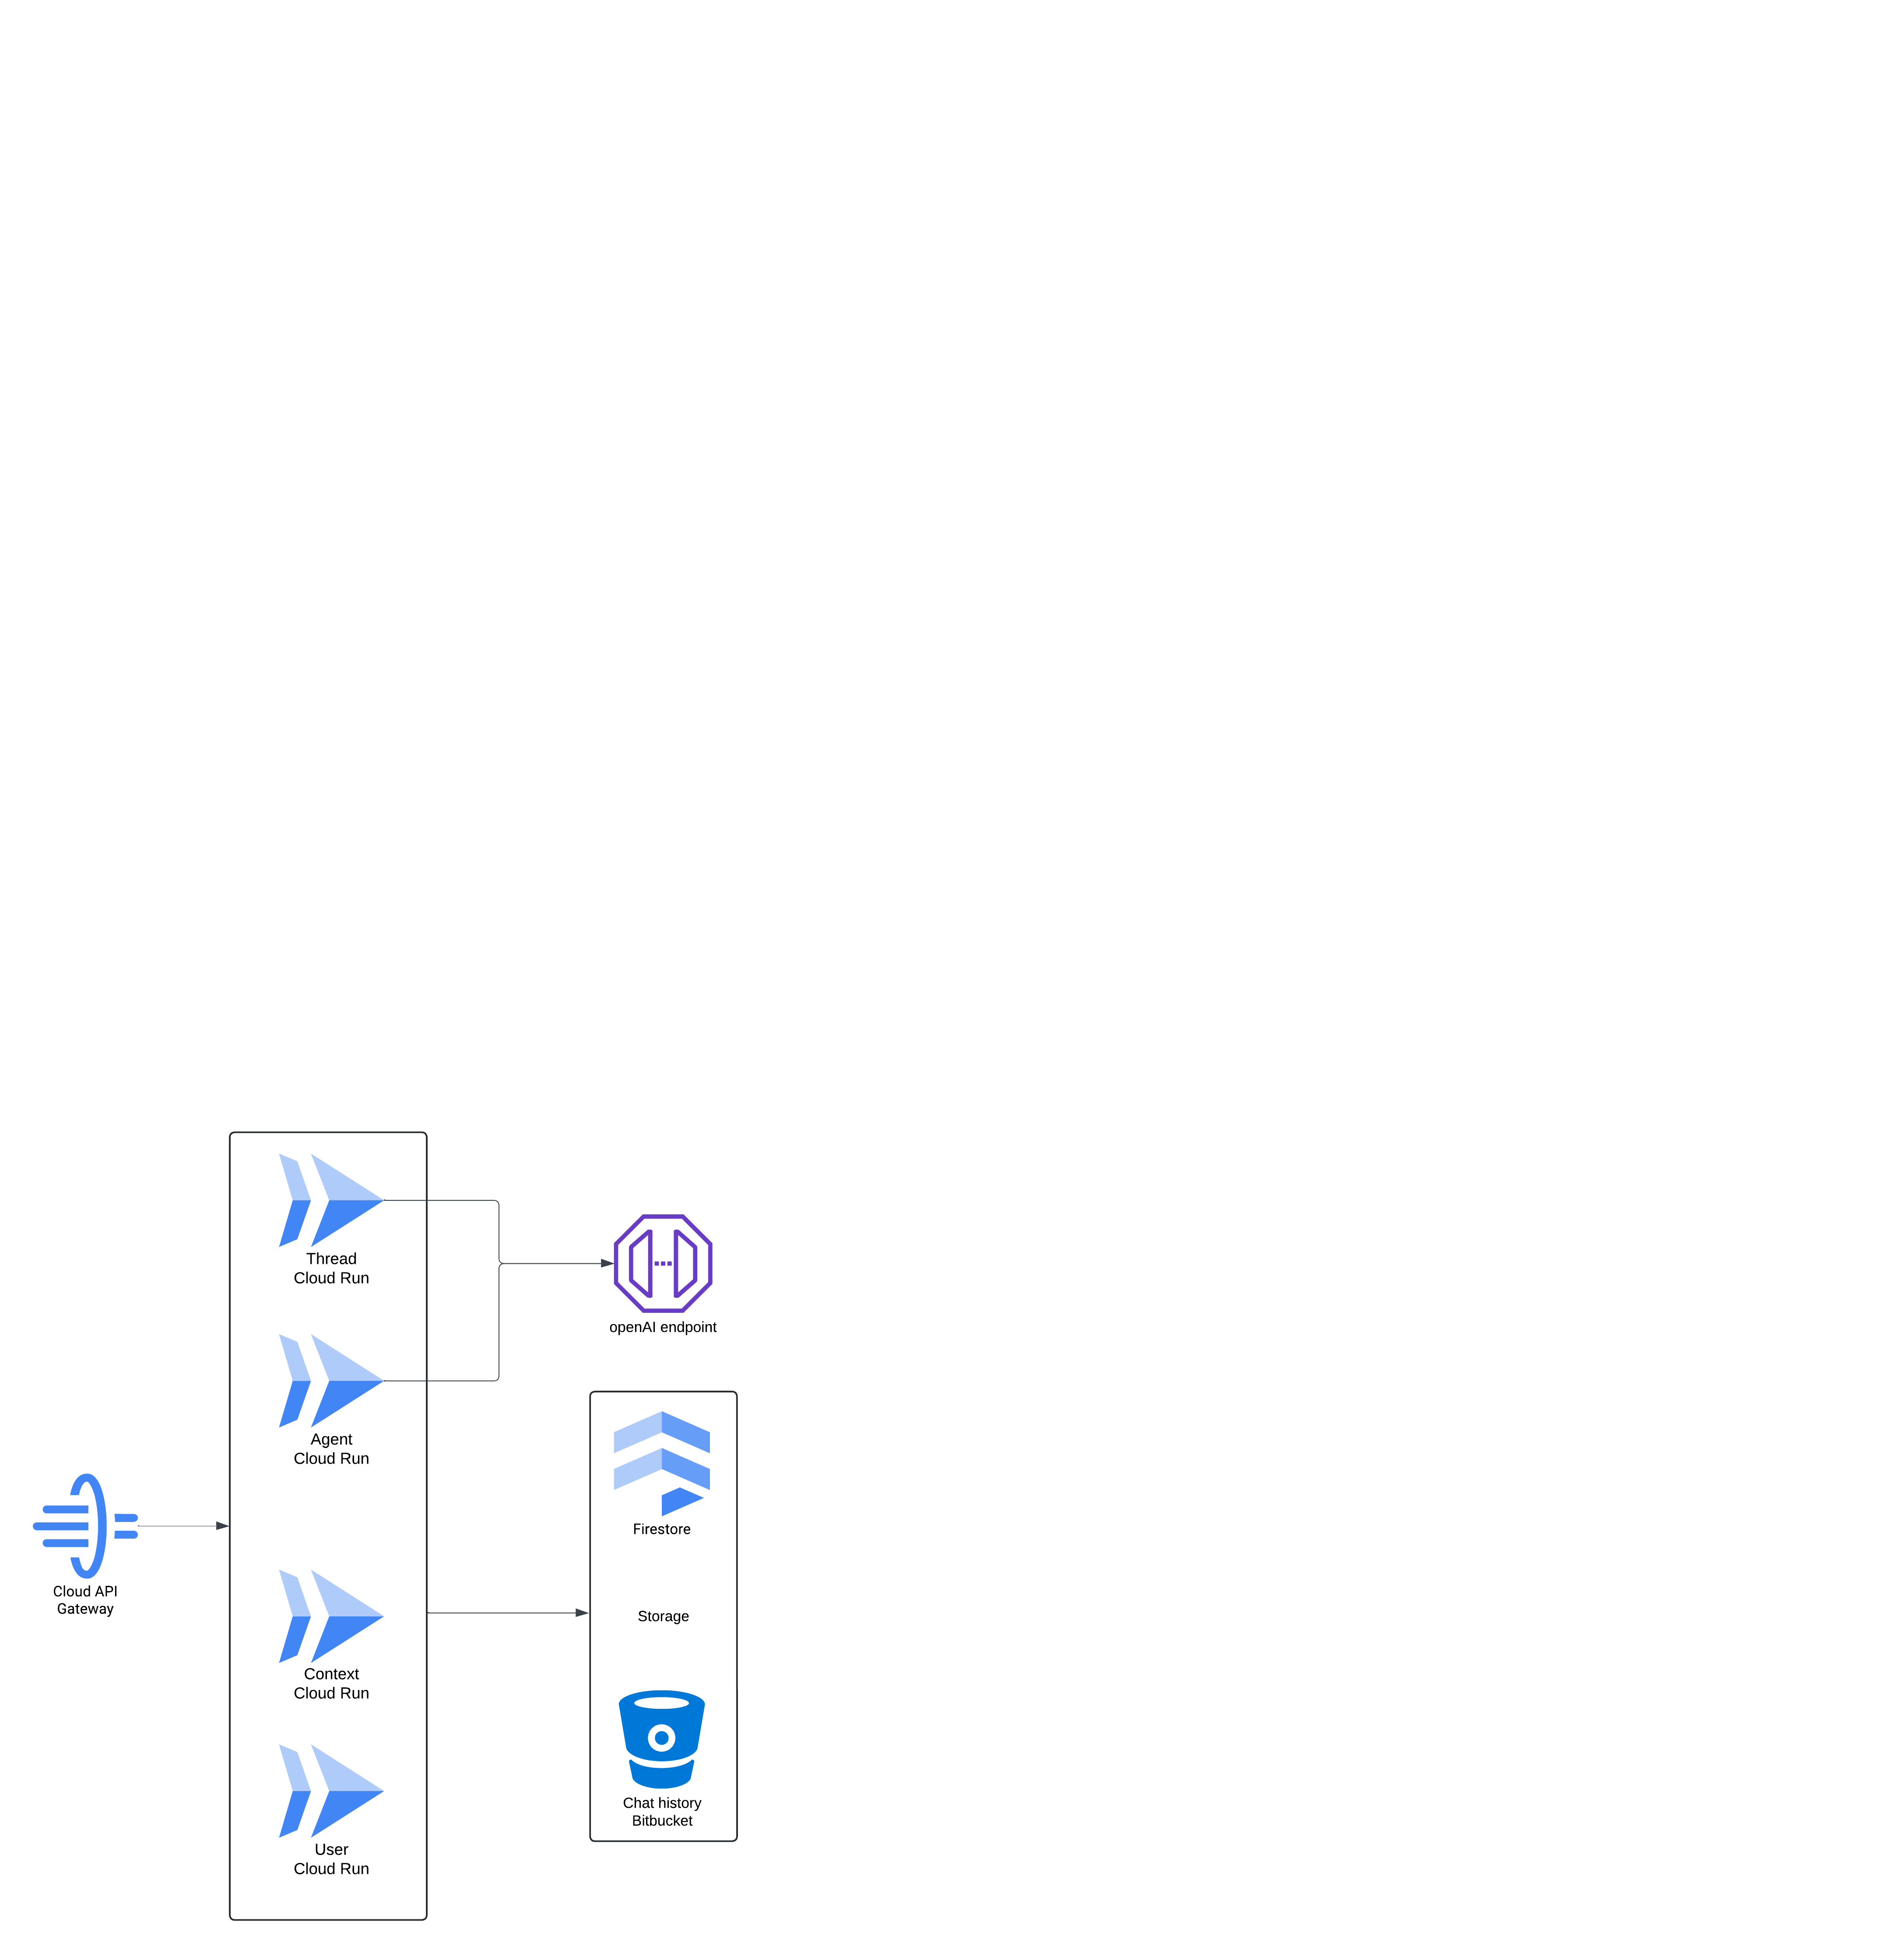 Thread
Cloud Run
openAI endpoint
Agent
Cloud Run
Firestore
Cloud API
Gateway
Storage
Context
Cloud Run
Chat history
Bitbucket
User
Cloud Run